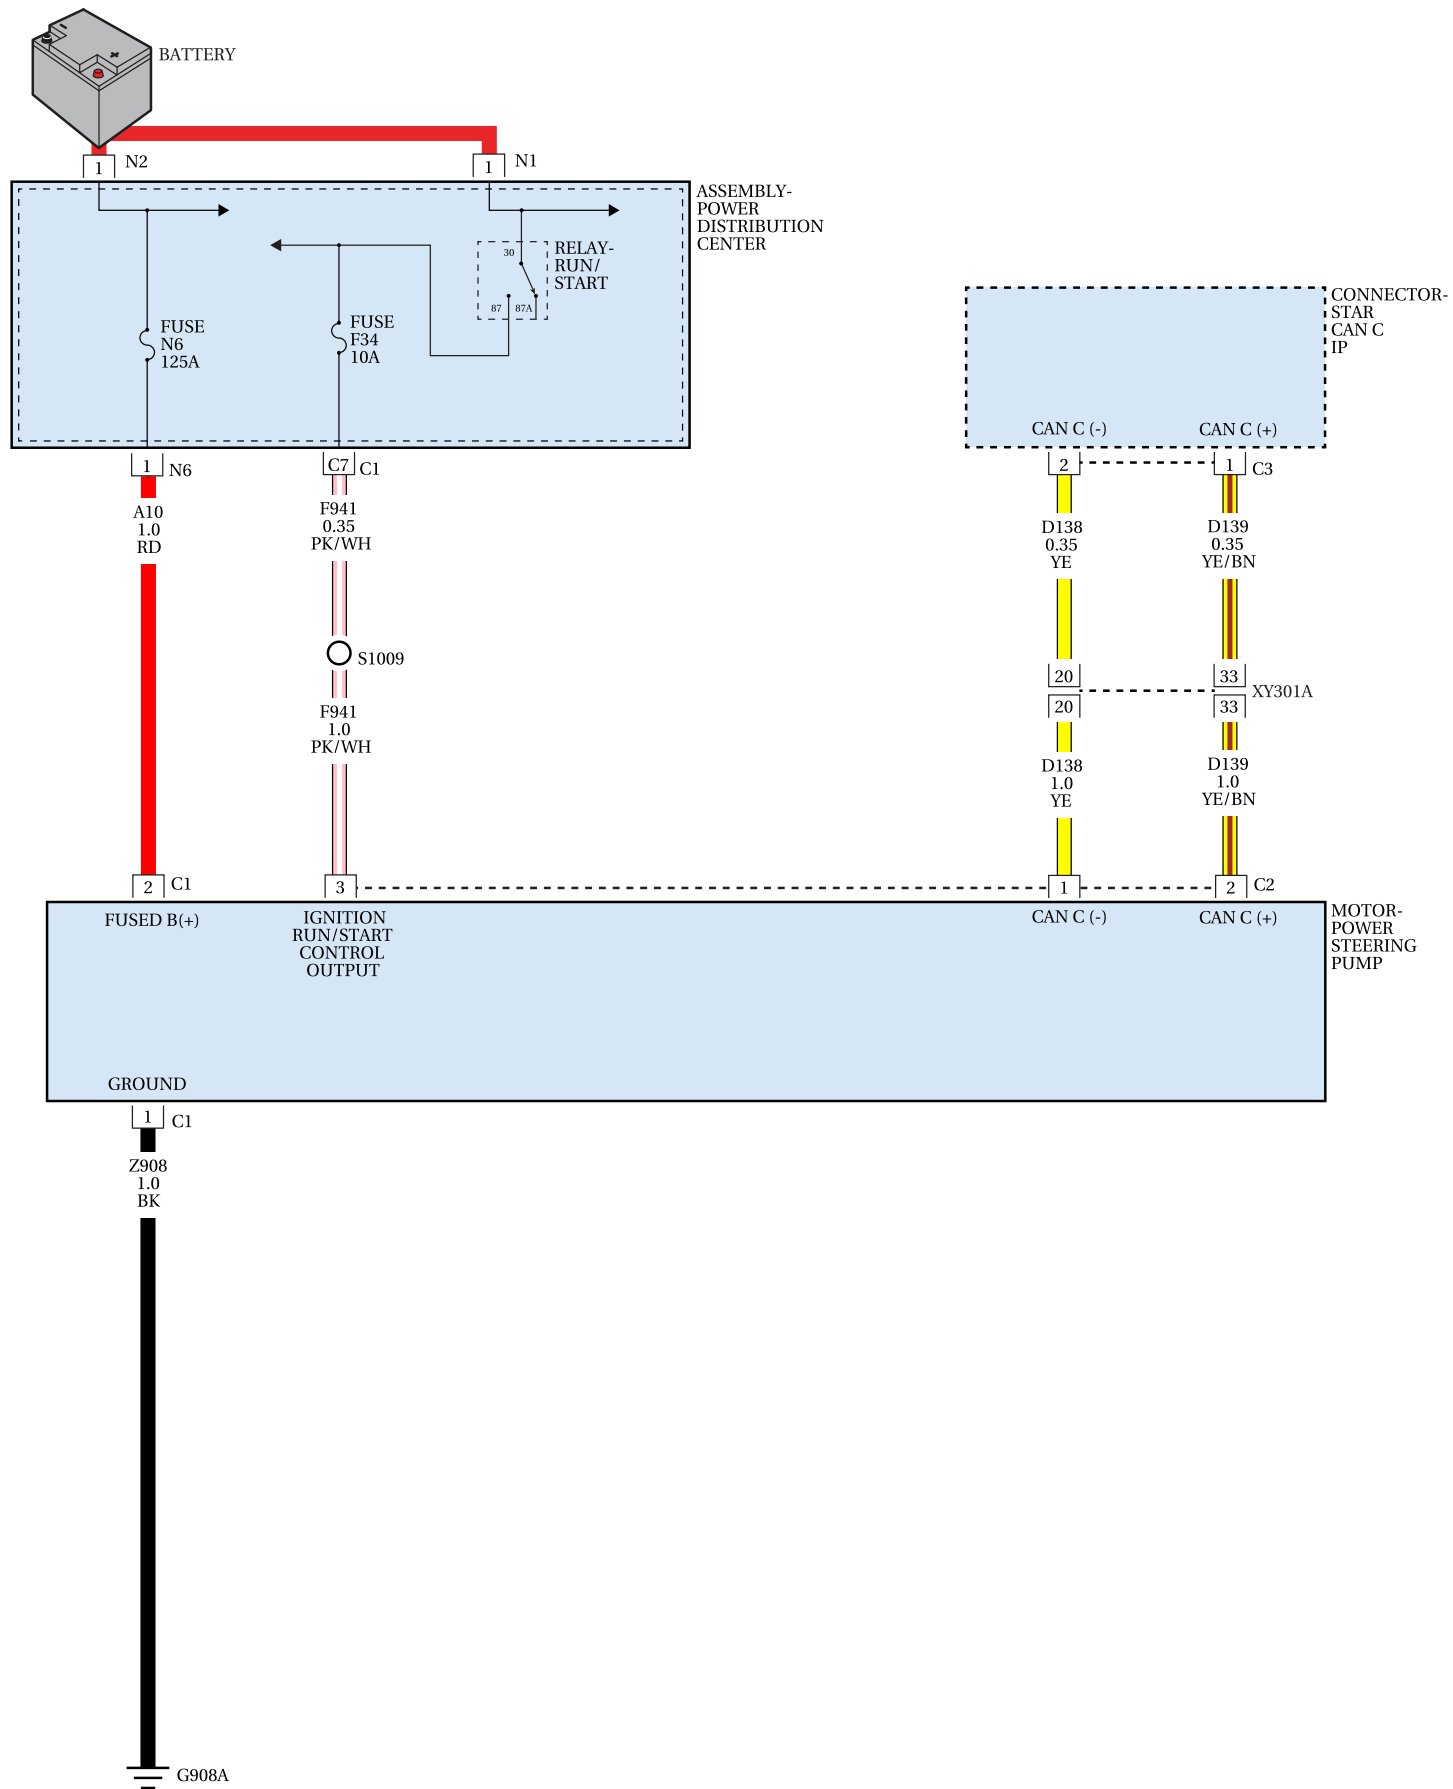 BATTERY
1
N2
1
N1
ASSEMBLY-
POWER
DISTRIBUTION
CENTER
30
RELAY-
RUN/
START
87
87A
FUSE
N6
125A
FUSE
F34
10A
CONNECTOR-
STAR
CAN C
IP
CAN C (-)
CAN C (+)
1
N6
C7
C1
2
1
C3
A10
1.0
RD
F941
0.35
PK/WH
D138
0.35
YE
D139
0.35
YE/BN
S1009
20
33
XY301A
20
33
F941
1.0
PK/WH
D138
1.0
YE
D139
1.0
YE/BN
2
C1
3
1
2
C2
FUSED B(+)
IGNITION
RUN/START
CONTROL
OUTPUT
CAN C (-)
CAN C (+)
MOTOR-
POWER
STEERING
PUMP
GROUND
1
C1
Z908
1.0
BK
G908A